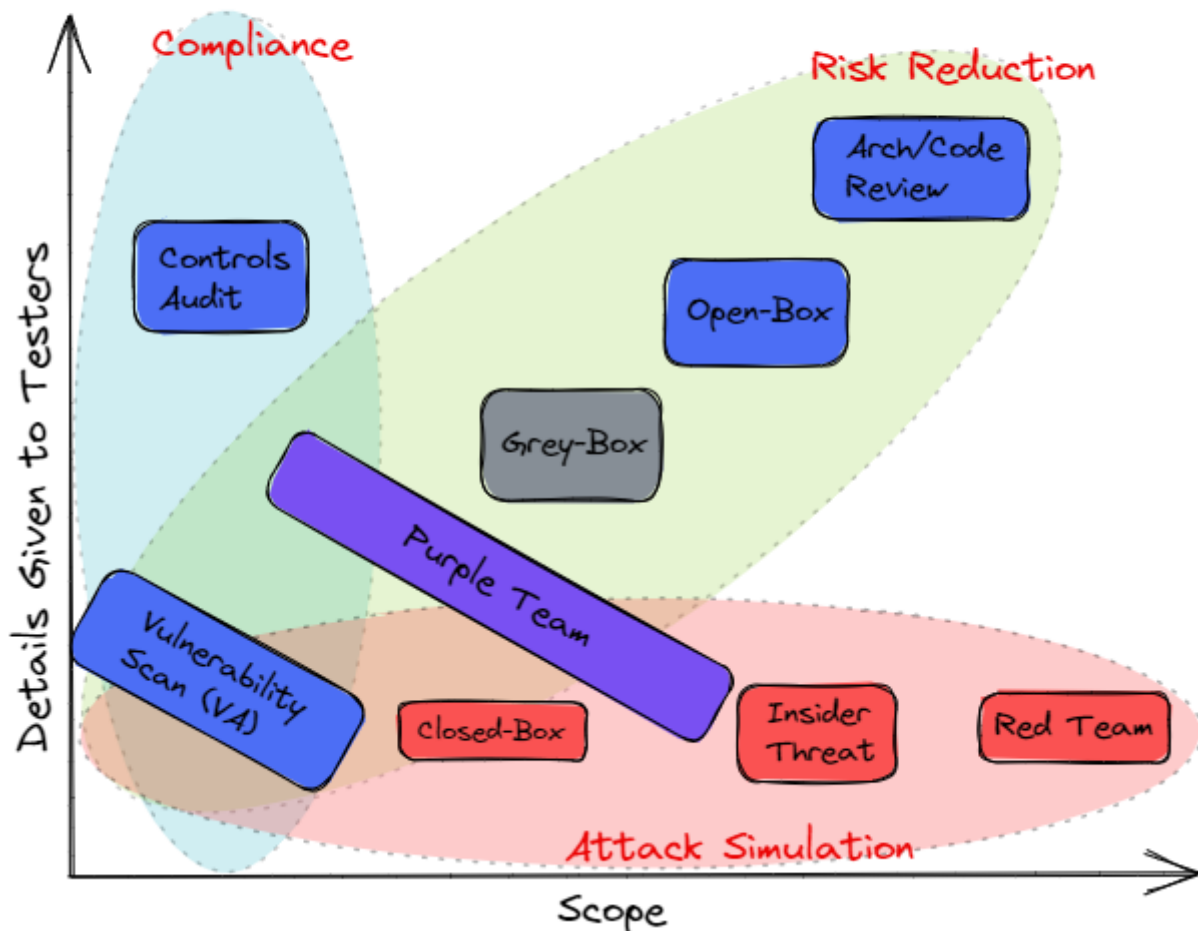 Compliance
Risk Reduction
Arch/Code
Review
Controls
Audit
Open-Box
Details Given to Testers
Grey-Box
Purple Team
Vulnerability
Scan (VA)
Closed-Box
Insider
Threat
Red Team
Attack Simulation
Scope